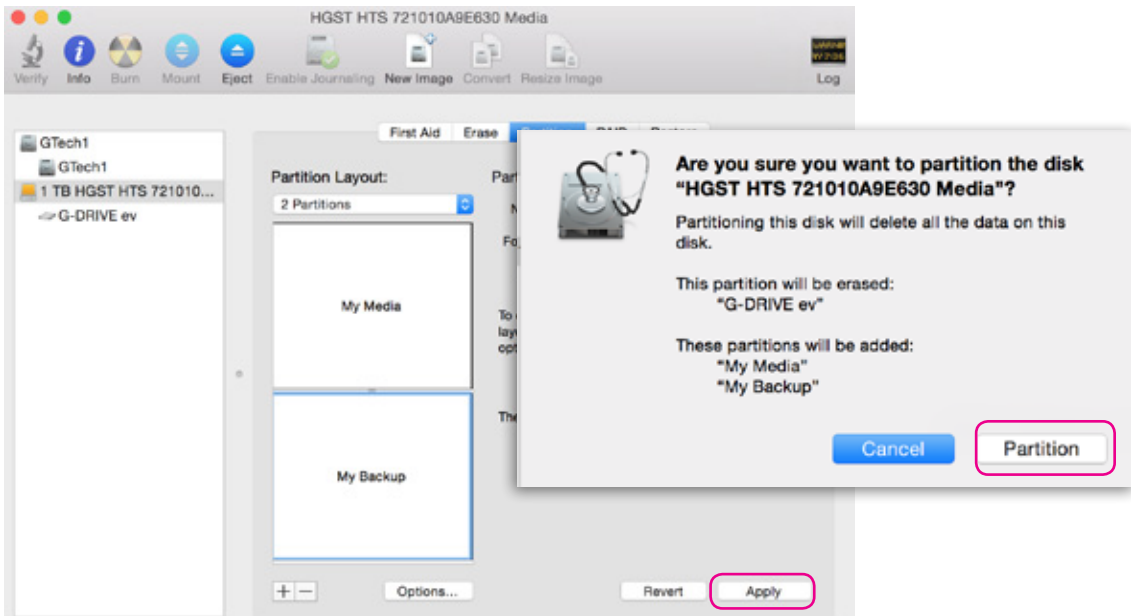 HGST HTS 721010A9E630 Media
Verify Info Burn Mount Eject Enable Journaling New Image Convert Resize Image Log
First Aid Erase
GTech1
GTech1
1 TB HGST HTS 721010...
G-DRIVE ev
Partition Layout:
2 Partitions
My Media
My Backup
Options...
Revert
Apply
Are you sure you want to partition the disk
“HGST HTS 721010A9E630 Media”?
Partitioning this disk will delete all the data on this
disk.
This partition will be erased:
“G-DRIVE ev”
These partitions will be added:
“My Media”
“My Backup”
Cancel
Partition